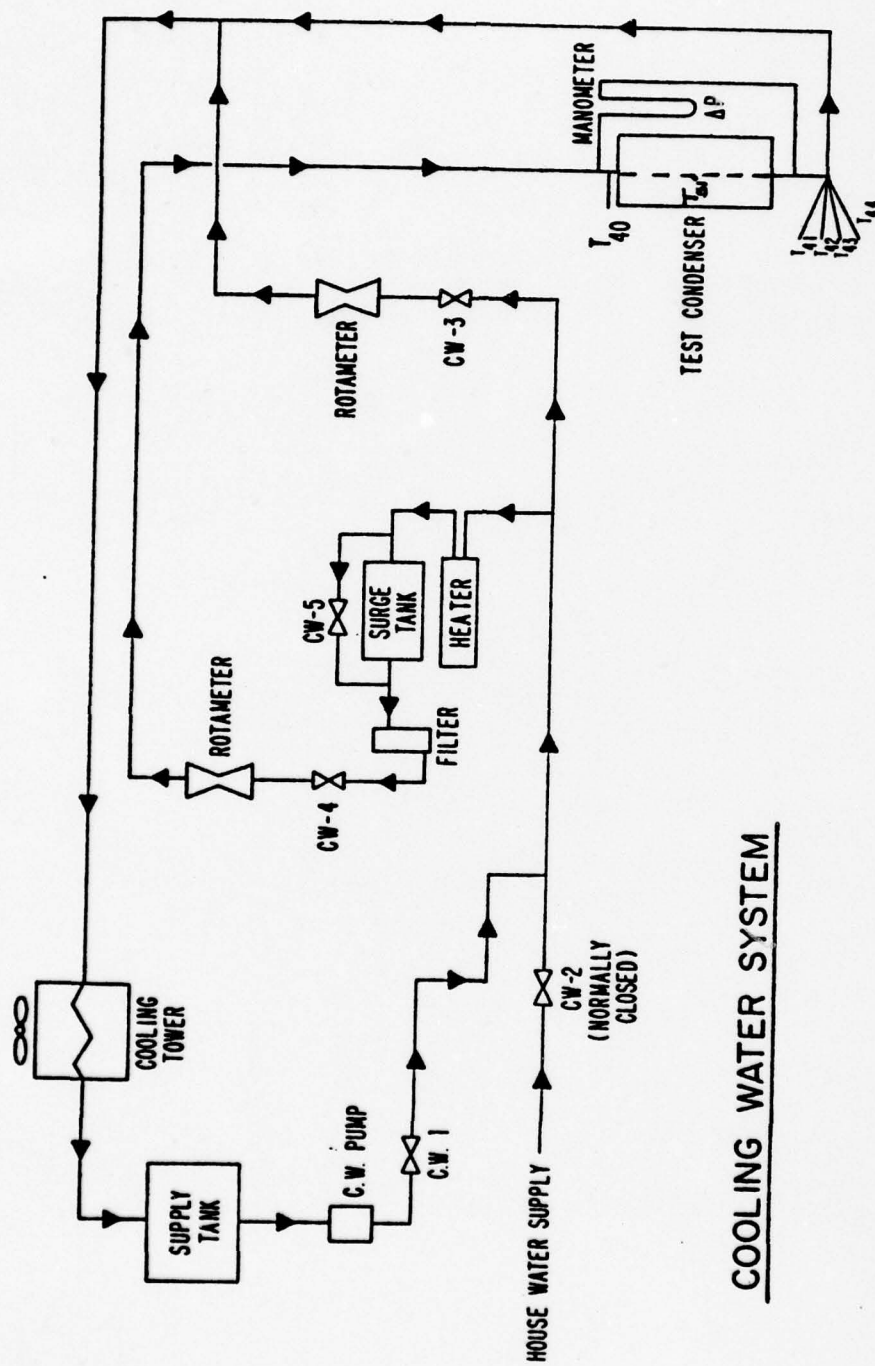 COOLING
TOWER
SUPPLY
TANK
C.W. PUMP
C.W. 1
HOUSE WATER SUPPLY
CW-2
(NORMALLY
CLOSED)
ROTAMETER
CW-4
FILTER
CW-5
SURGE
TANK
HEATER
ROTAMETER
CW-3
MANOMETER
ΔP
T40
TEST CONDENSER
T41
T42
T43
T44
COOLING WATER SYSTEM